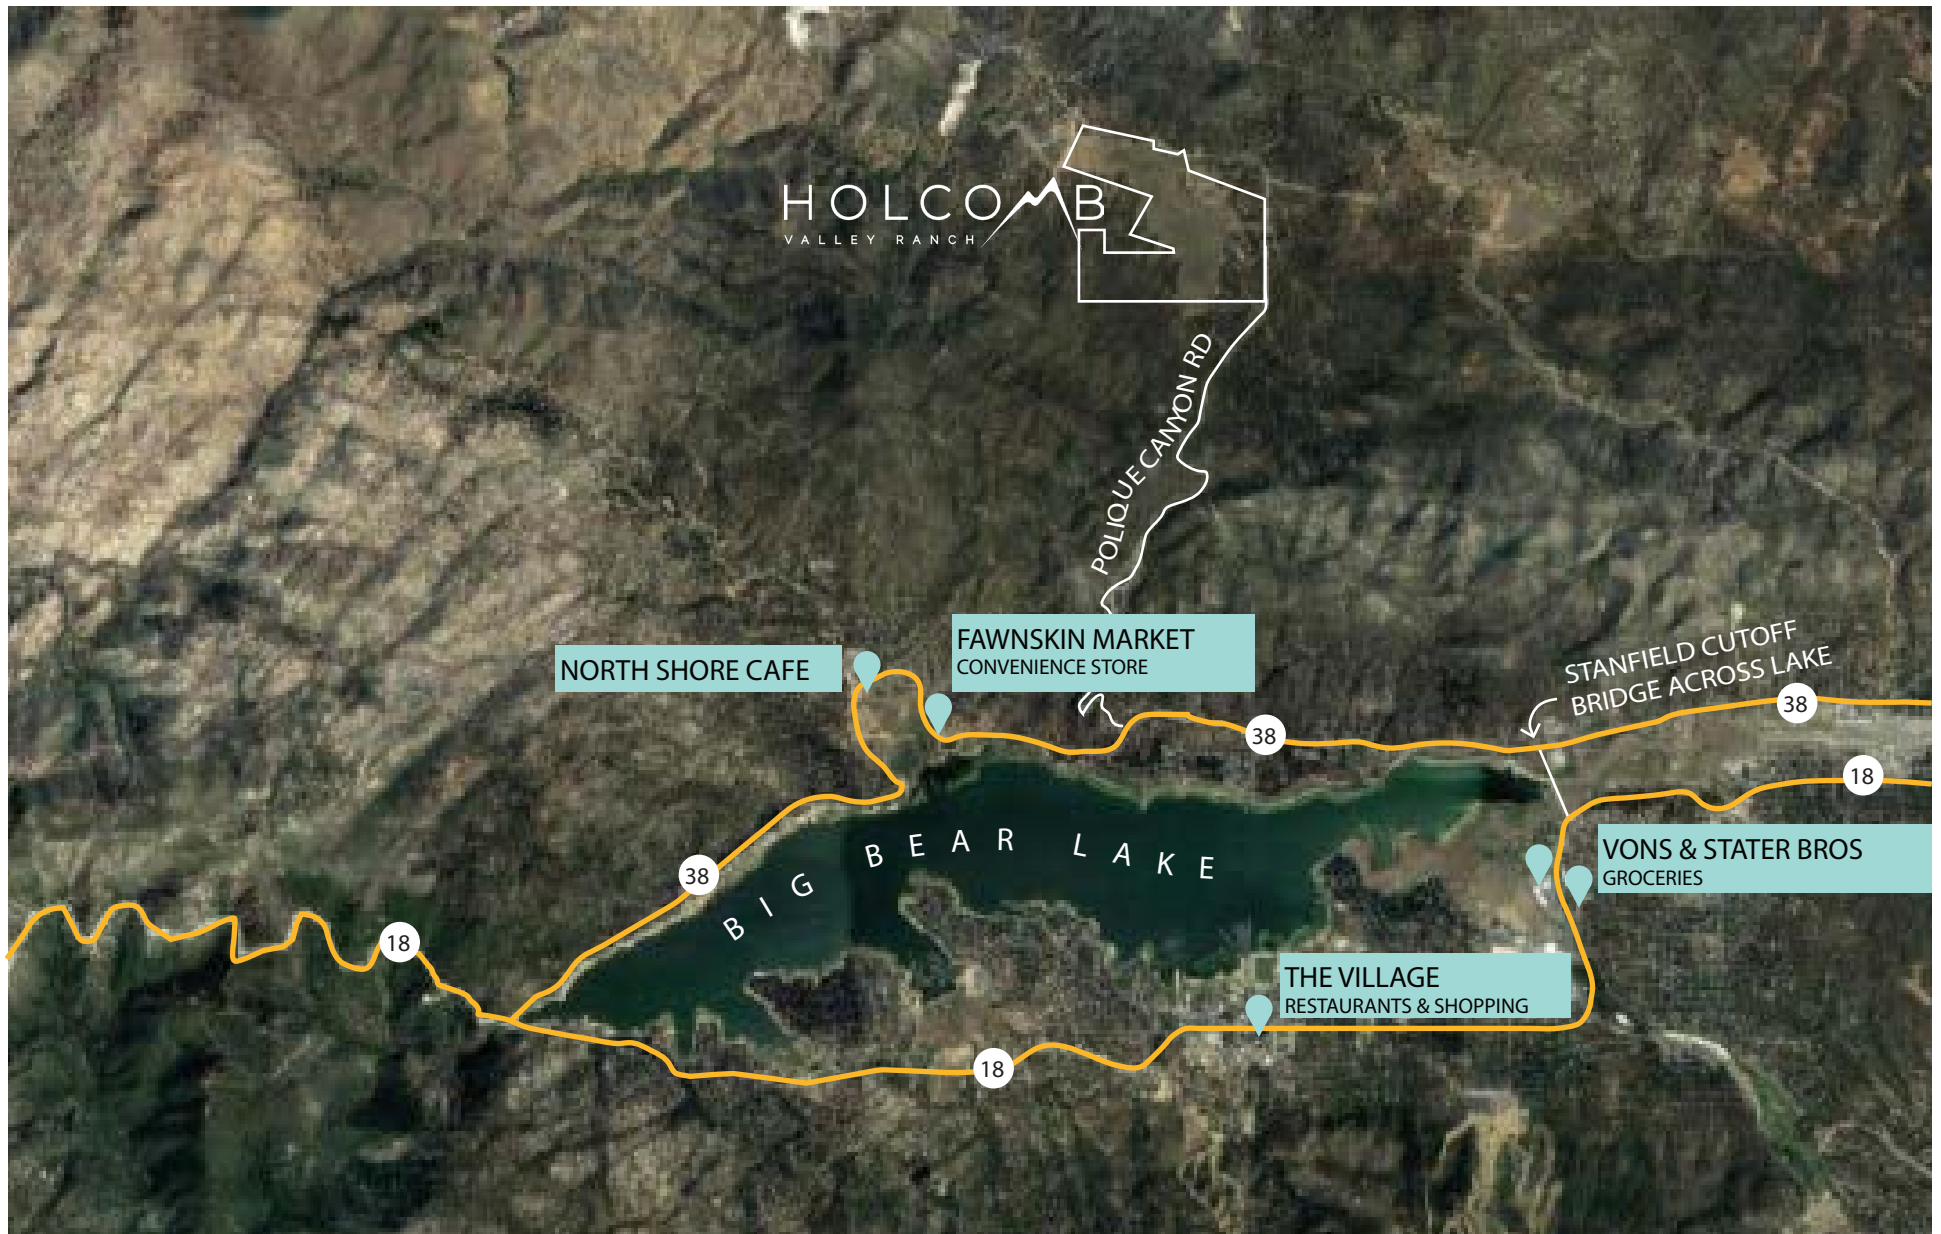 HOLCOMB
VALLEY RANCH
POLIQUE CANYON RD
FAWNSKIN MARKET
CONVENIENCE STORE
NORTH SHORE CAFE
STANFIELD CUTOFF
BRIDGE ACROSS LAKE
38
38
18
BIG BEAR LAKE
38
VONS & STATER BROS
GROCERIES
18
THE VILLAGE
RESTAURANTS & SHOPPING
18